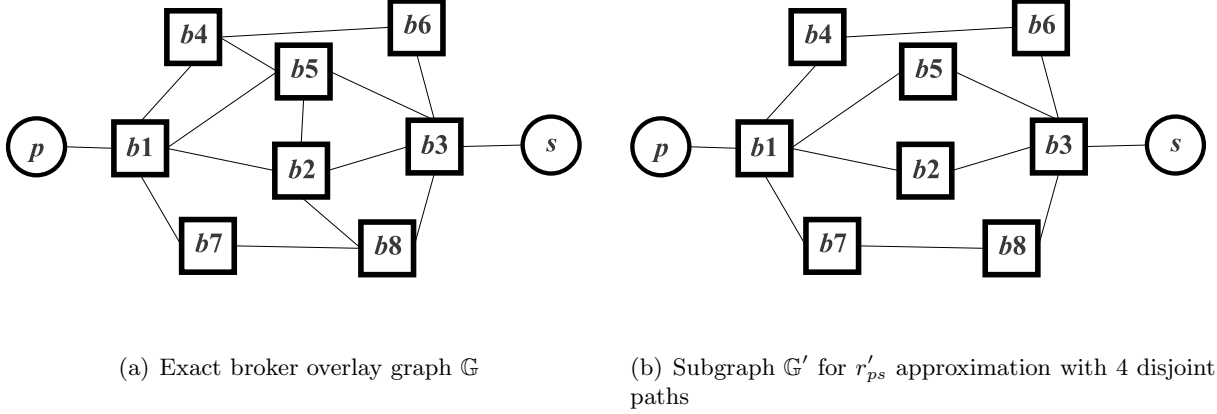 b4
b6
b5
p
b1
b2
b3
s
b7
b8
b4
b6
b5
p
b1
b2
b3
s
b7
b8
(a) Exact broker overlay graph 𝔾
(b) Subgraph 𝔾′ for r′ps approximation with 4 disjoint
paths